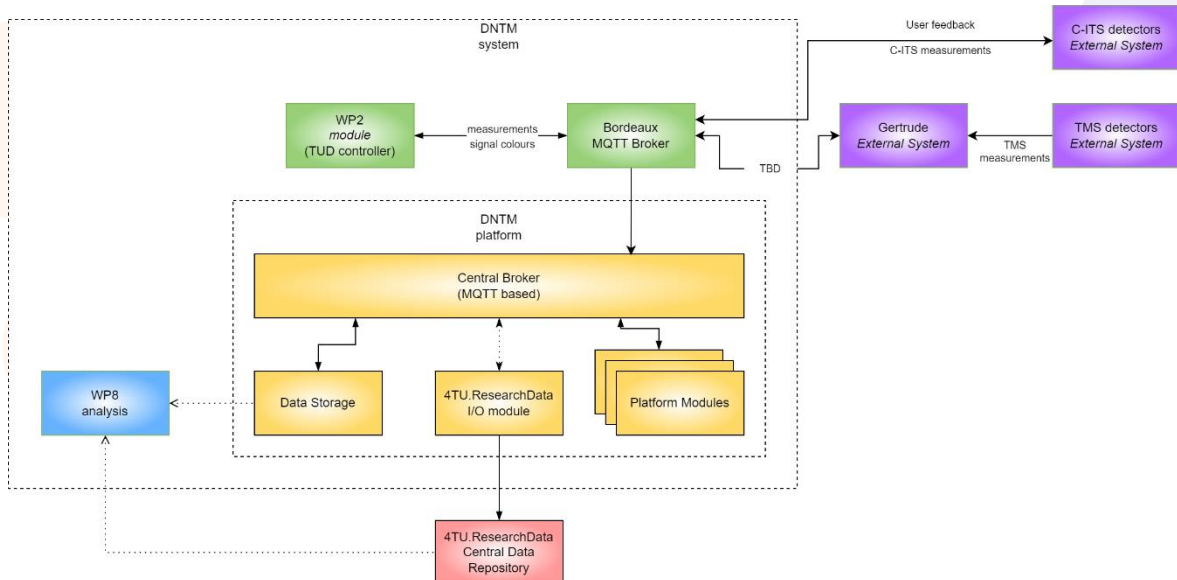 DNTM
system
User feedback
C-ITS measurements
C-ITS detectors
External System
WP2
module
(TUD controller)
measurements
signal colours
Bordeaux
MQTT Broker
TBD
Gertrude
External System
TMS
measurements
TMS detectors
External System
DNTM
platform
Central Broker
(MQTT based)
WP8
analysis
Data Storage
4TU.ResearchData
I/O module
Platform Modules
4TU.ResearchData
Central Data
Repository